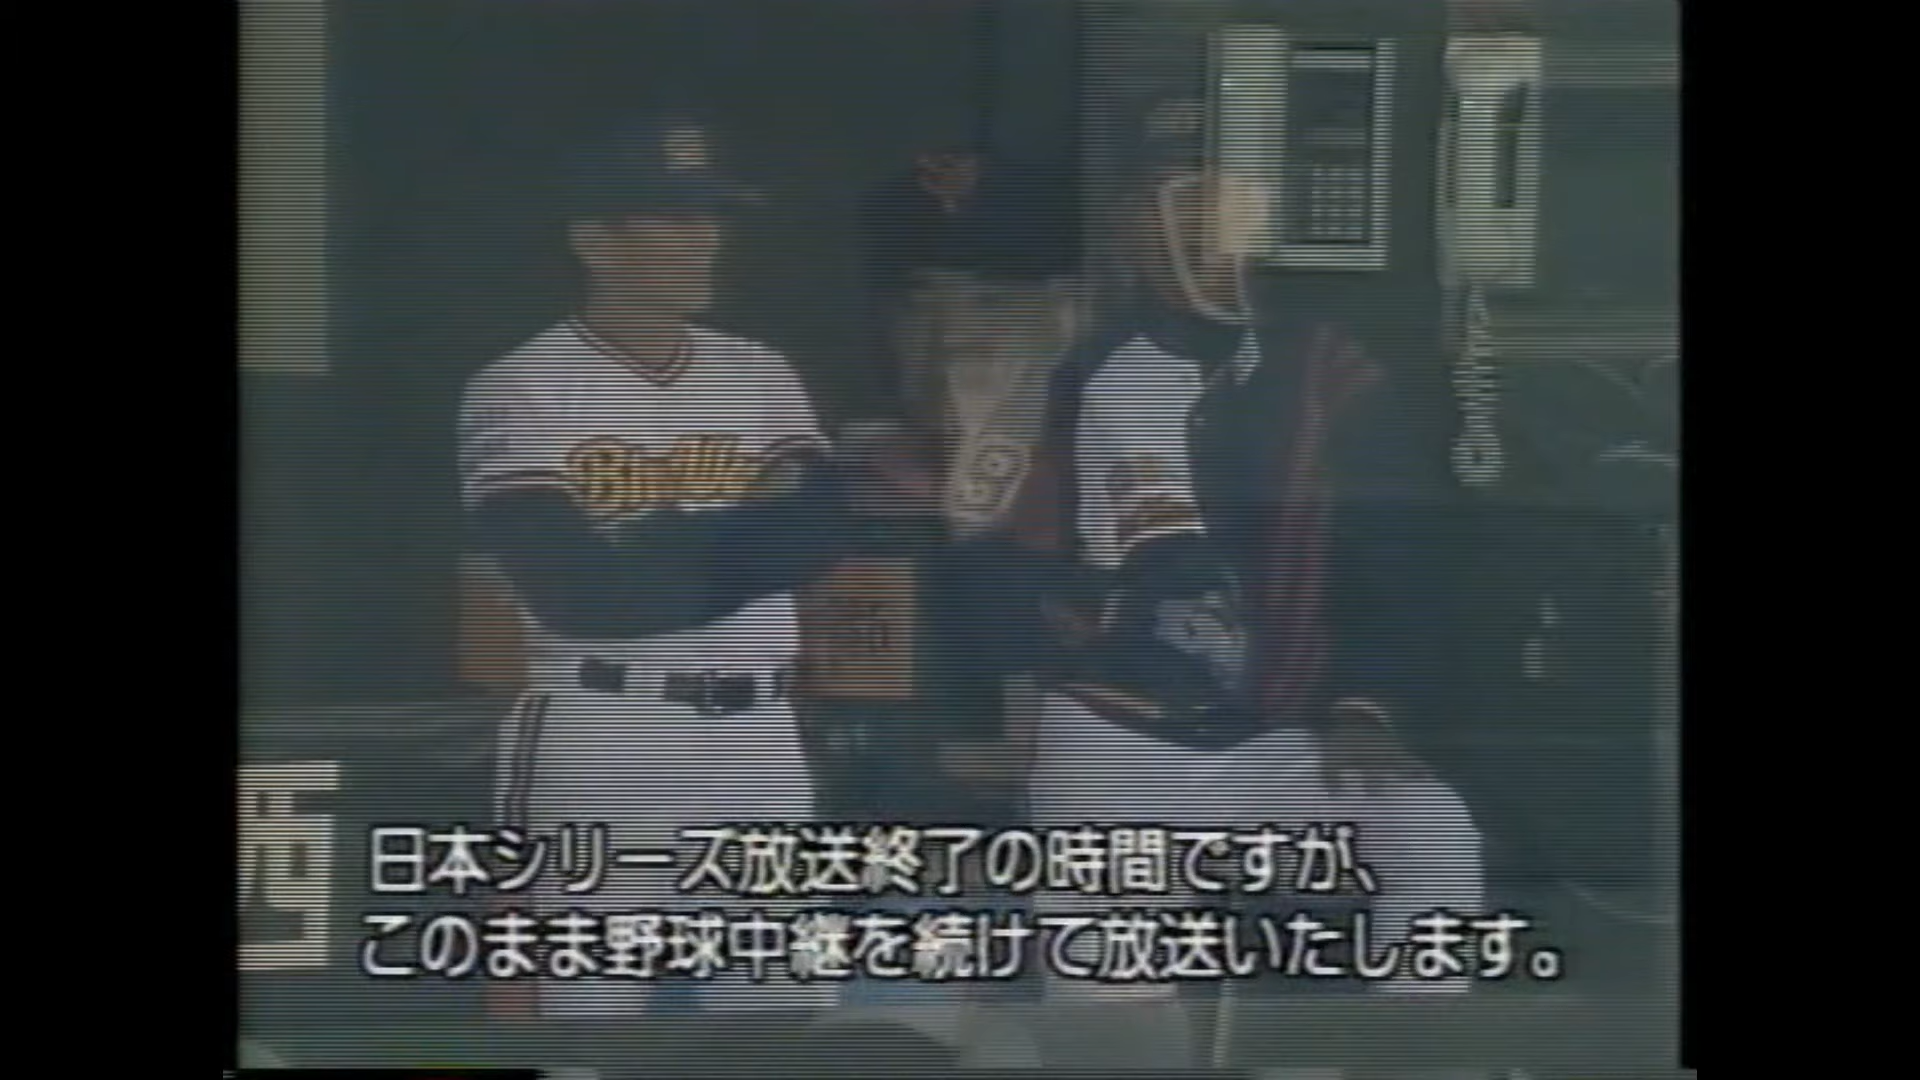 BlueWave
日本シリーズ放送終了の時間ですが、
このまま野球中継を続けて放送いたします。